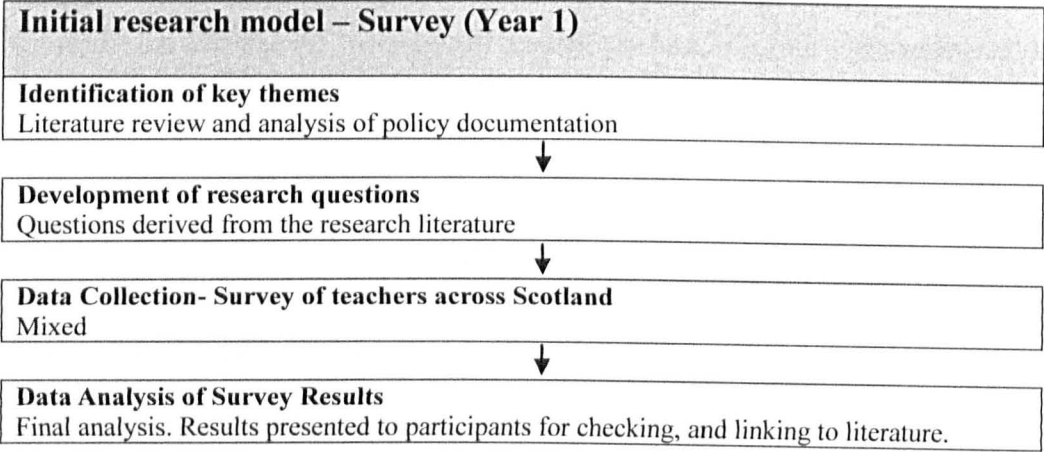 Initial research model – Survey (Year 1)
Identification of key themes
Literature review and analysis of policy documentation
Development of research questions
Questions derived from the research literature
Data Collection- Survey of teachers across Scotland
Mixed
Data Analysis of Survey Results
Final analysis. Results presented to participants for checking, and linking to literature.